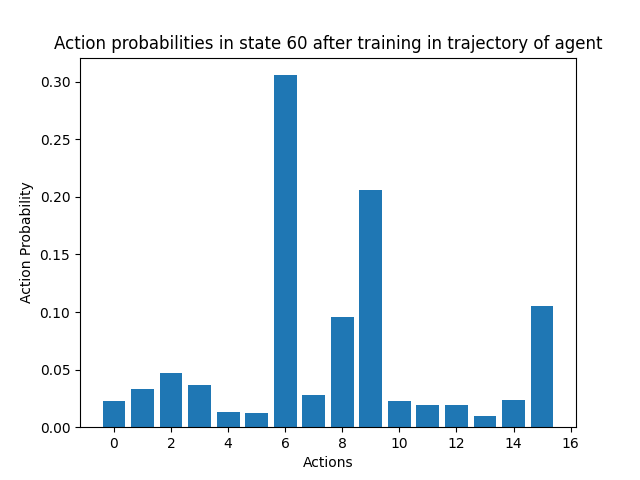 Action probabilities in state 60 after training in trajectory of agent
0.30
0.25
0.20
0.15
0.10
0.05
0.00
Action Probability
0 2 4 6 8 10 12 14 16
Actions